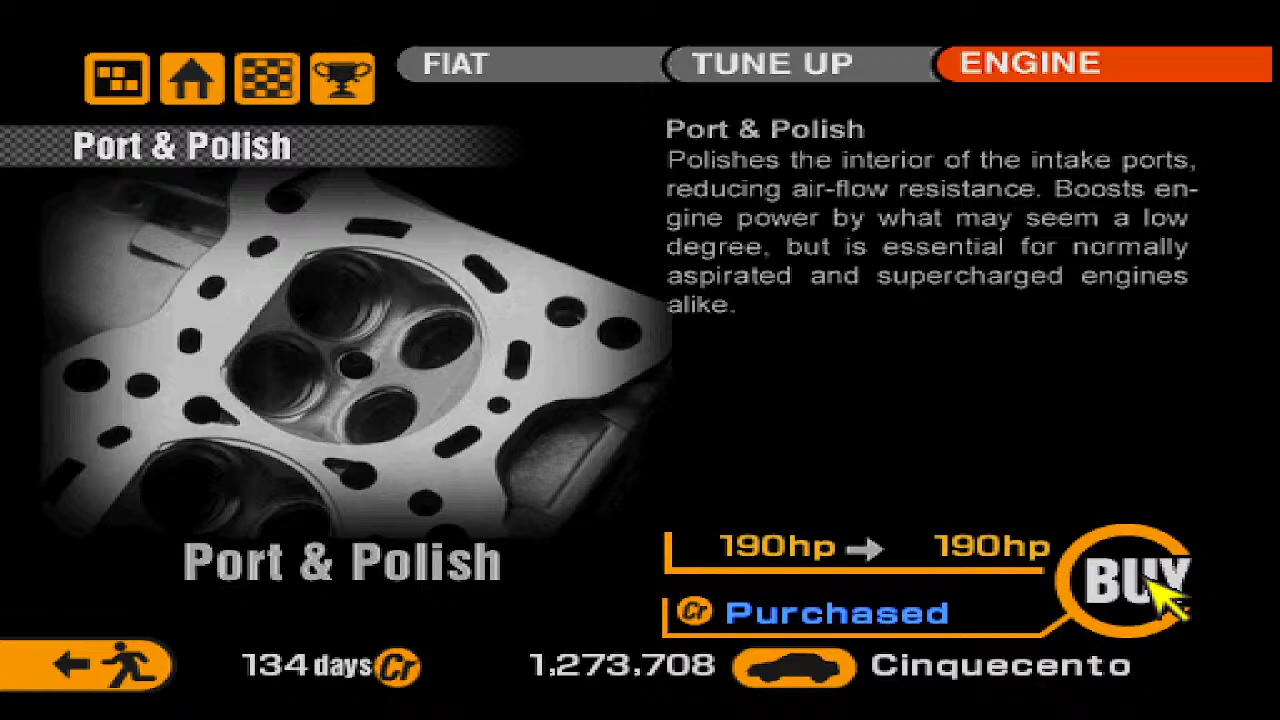 FIAT TUNE UP ENGINE
Port & Polish
Port & Polish
Polishes the interior of the intake ports,
reducing air-flow resistance. Boosts en-
gine power by what may seem a low
degree, but is essential for normally
aspirated and supercharged engines
alike.
Port & Polish
190hp 190hp
BUY
Cr Purchased
134 days Cr 1,273,708 Cinquecento